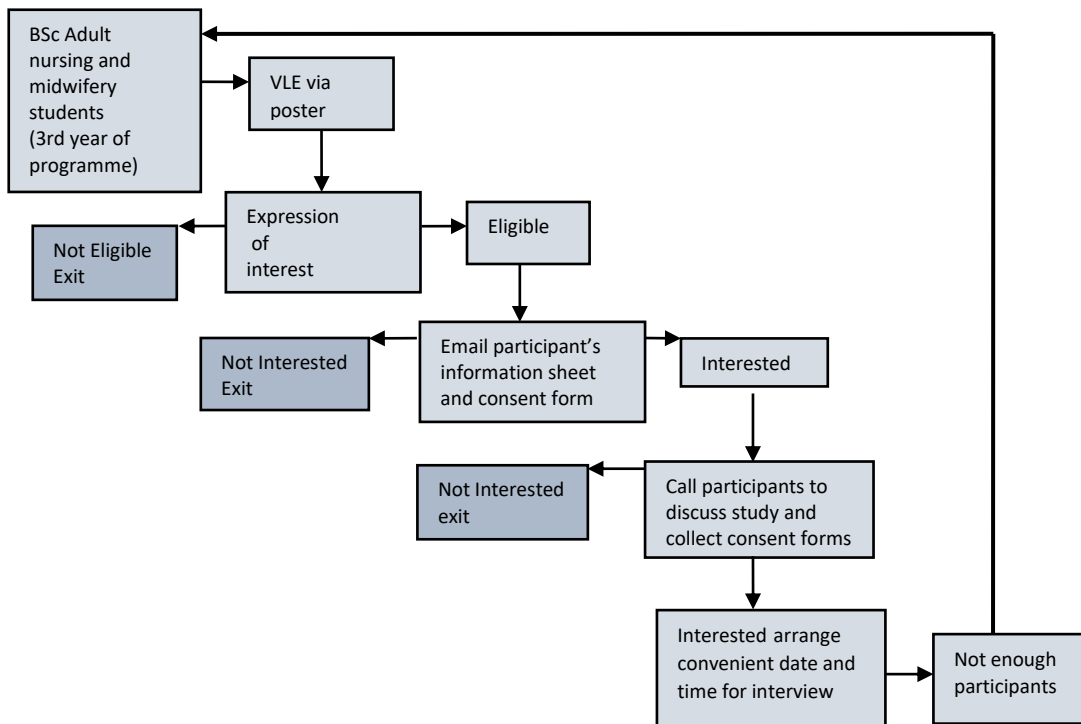 BSc Adult
nursing and
midwifery
students
(3rd year of
programme)
VLE via
poster
Expression
of
interest
Eligible
Not Eligible
Exit
Email participant’s
information sheet
and consent form
Interested
Not Interested
Exit
Call participants to
discuss study and
collect consent forms
Not Interested
exit
Interested arrange
convenient date and
time for interview
Not enough
participants